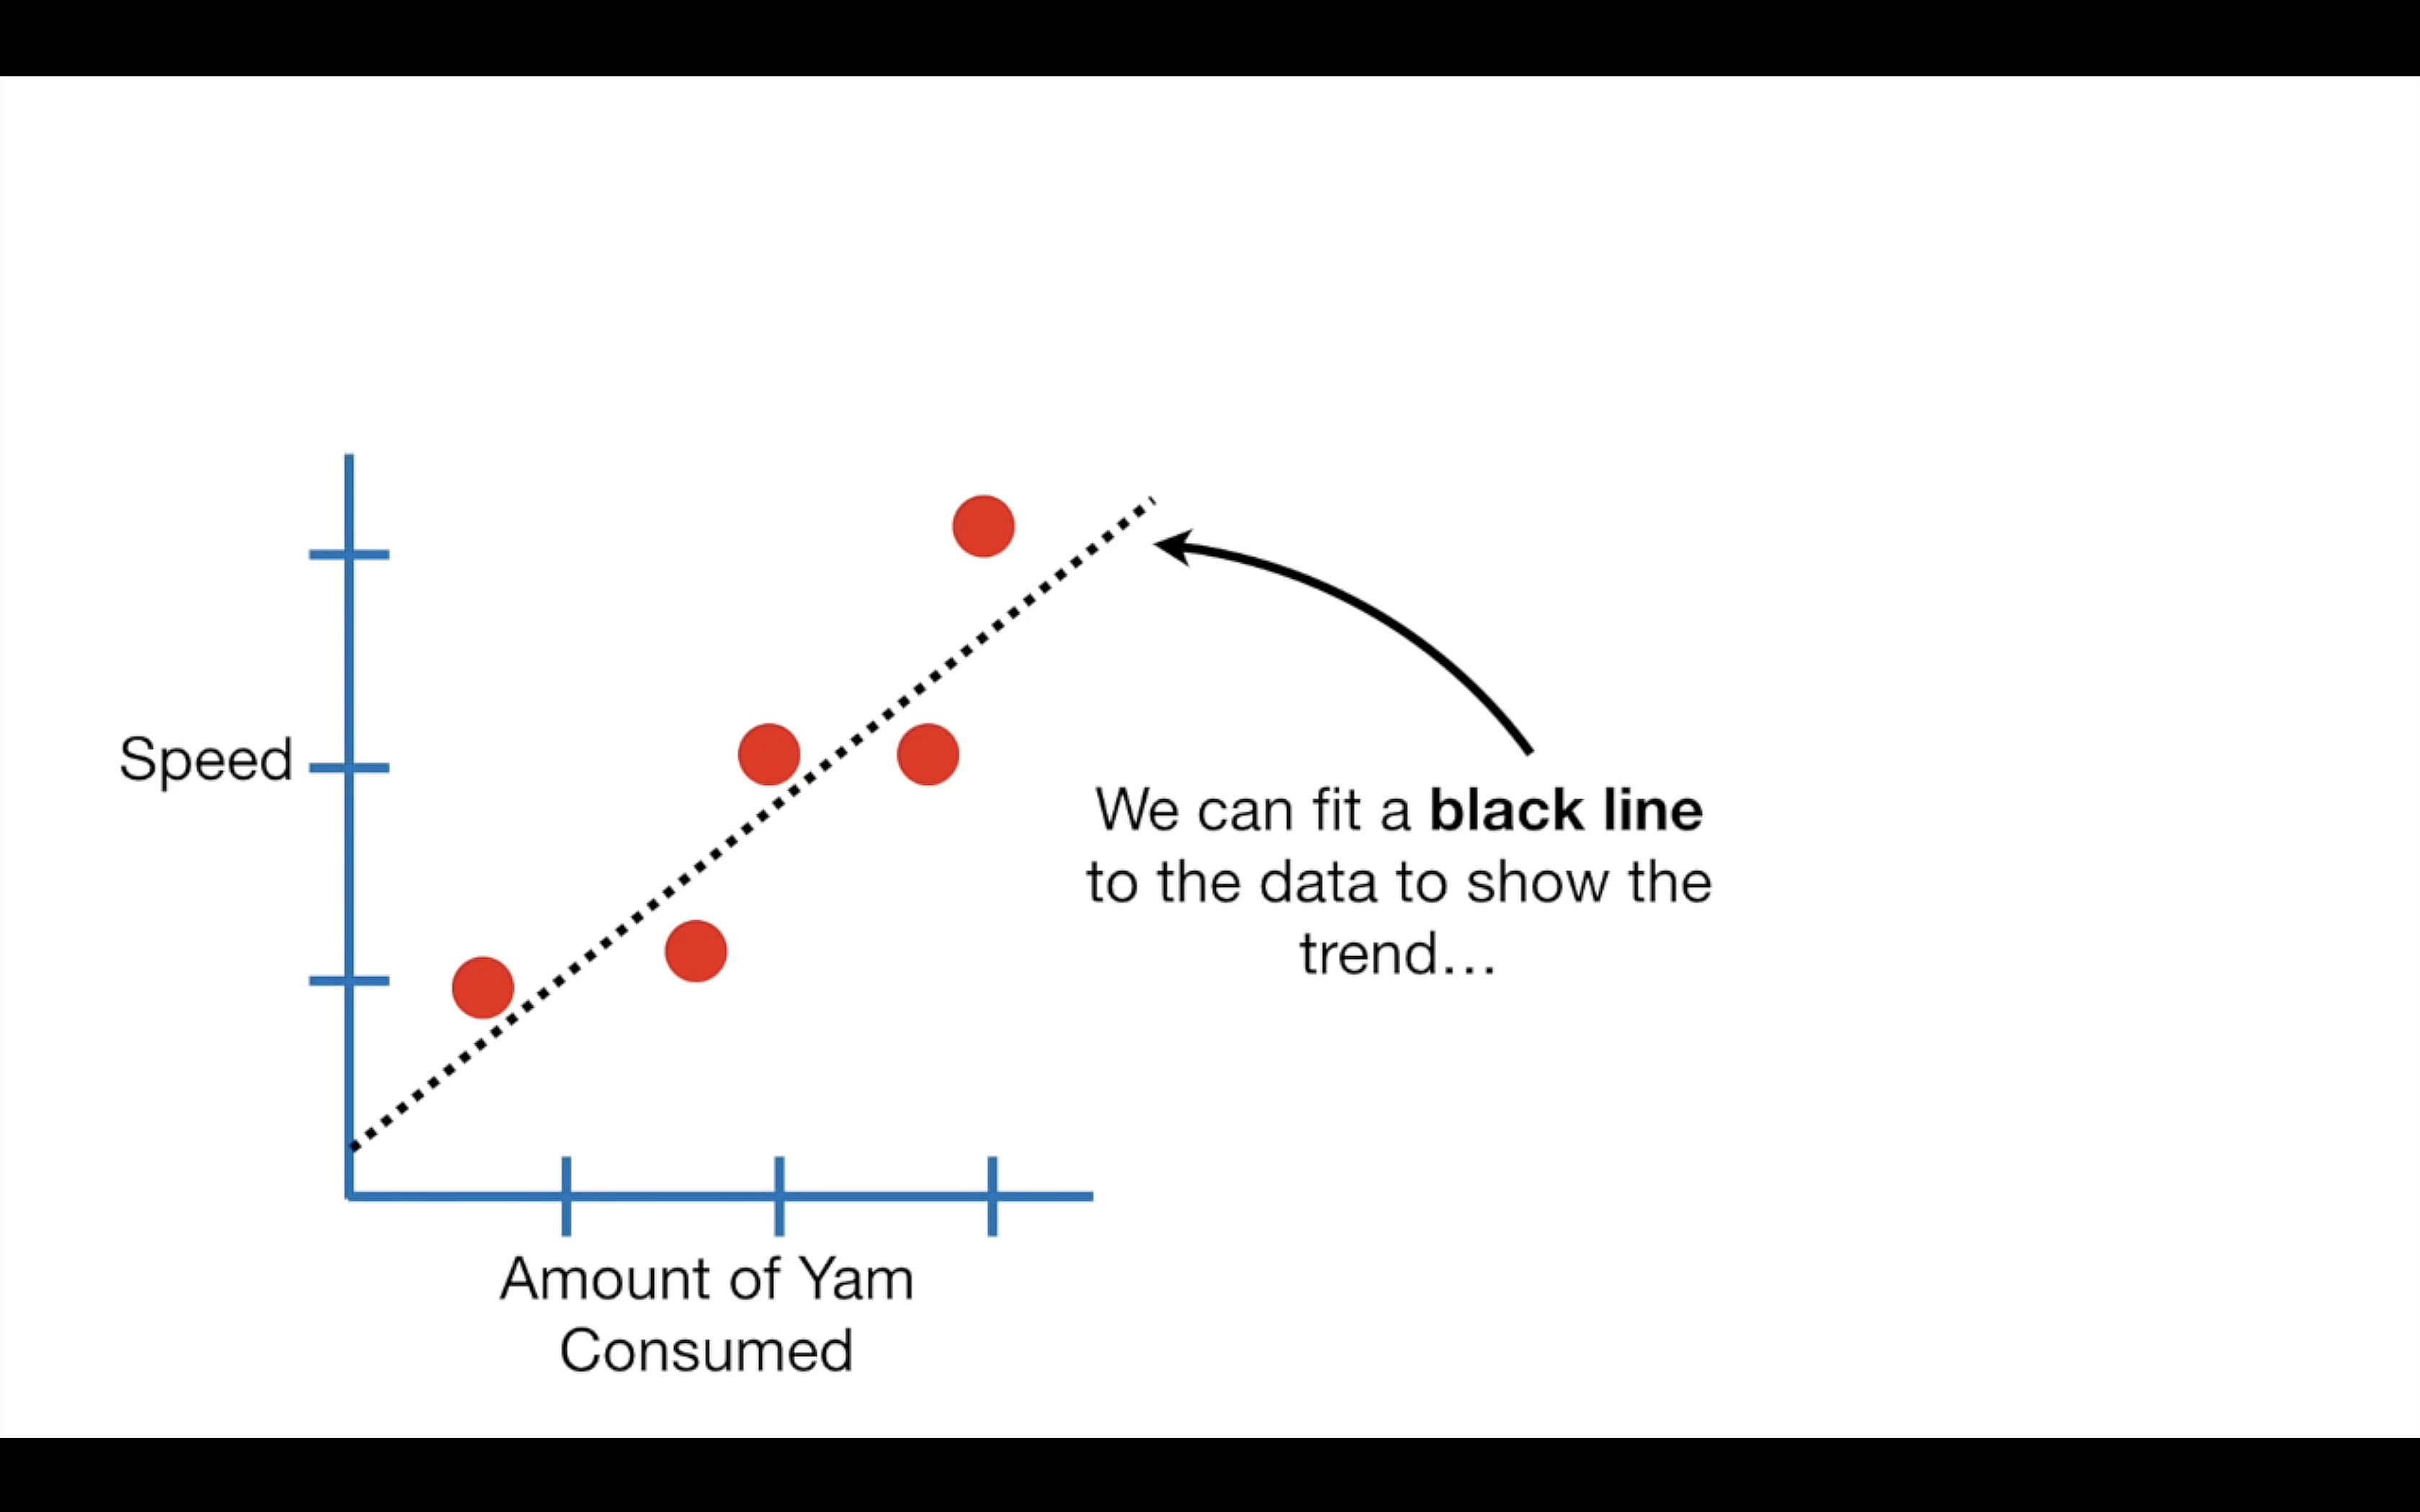 Speed
We can fit a black line
to the data to show the
trend...
Amount of Yam
Consumed